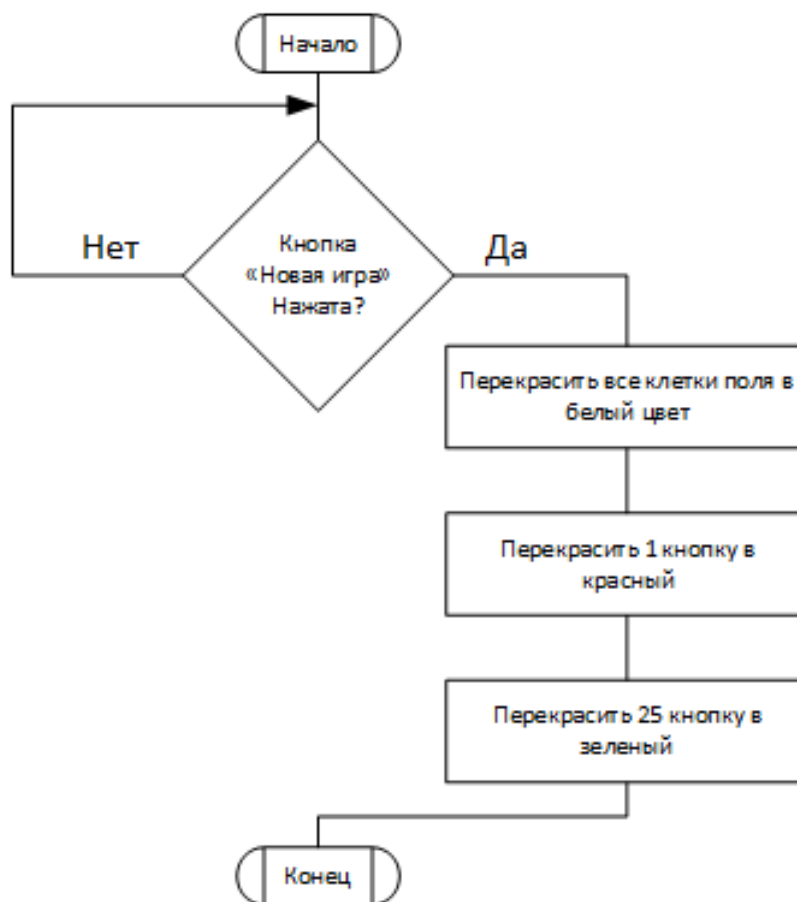 Начало
Нет
Кнопка
«Новая игра»
Нажата?
Да
Перекрасить все клетки поля в
белый цвет
Перекрасить 1 кнопку в
красный
Перекрасить 25 кнопку в
зеленый
Конец